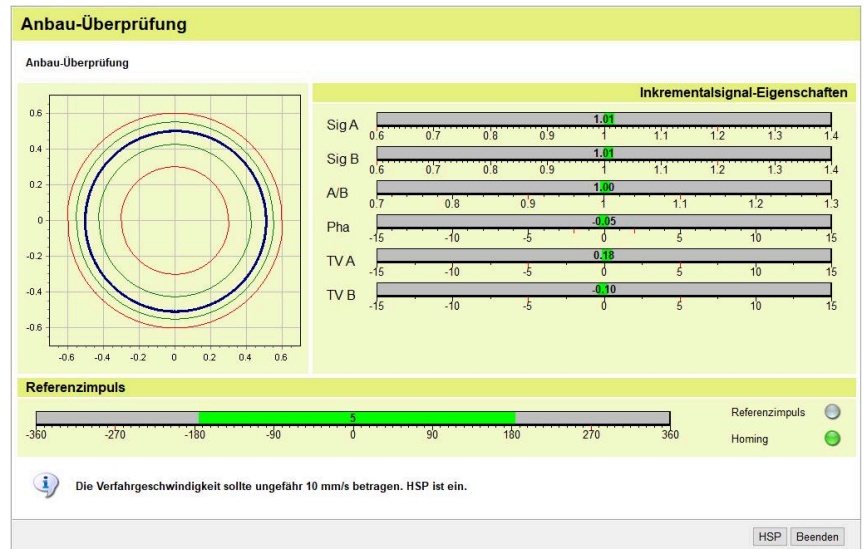 Anbau-Überprüfung
Anbau-Überprüfung
0.6
0.4
0.2
0
-0.2
-0.4
-0.6
-0.6 -0.4 -0.2 0 0.2 0.4 0.6
Inkrementalsignal-Eigenschaften
Sig A 1.01
0.6 0.7 0.8 0.9 1 1.1 1.2 1.3 1.4
Sig B 1.01
0.6 0.7 0.8 0.9 1 1.1 1.2 1.3 1.4
A/B 1.00
0.7 0.8 0.9 1 1.1 1.2 1.3
Pha -0.05
-15 -10 -5 0 5 10 15
TV A 0.18
-15 -10 -5 0 5 10 15
TV B -0.10
-15 -10 -5 0 5 10 15
Referenzimpuls
5
-360 -270 -180 -90 0 90 180 270 360
Referenzimpuls
Homing
Die Verfahrgeschwindigkeit sollte ungefähr 10 mm/s betragen. HSP ist ein.
HSP Beenden